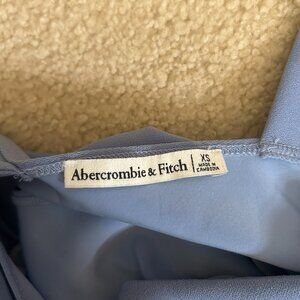 Abercrombie & Fitch
XS
MADE IN
CAMBODIA